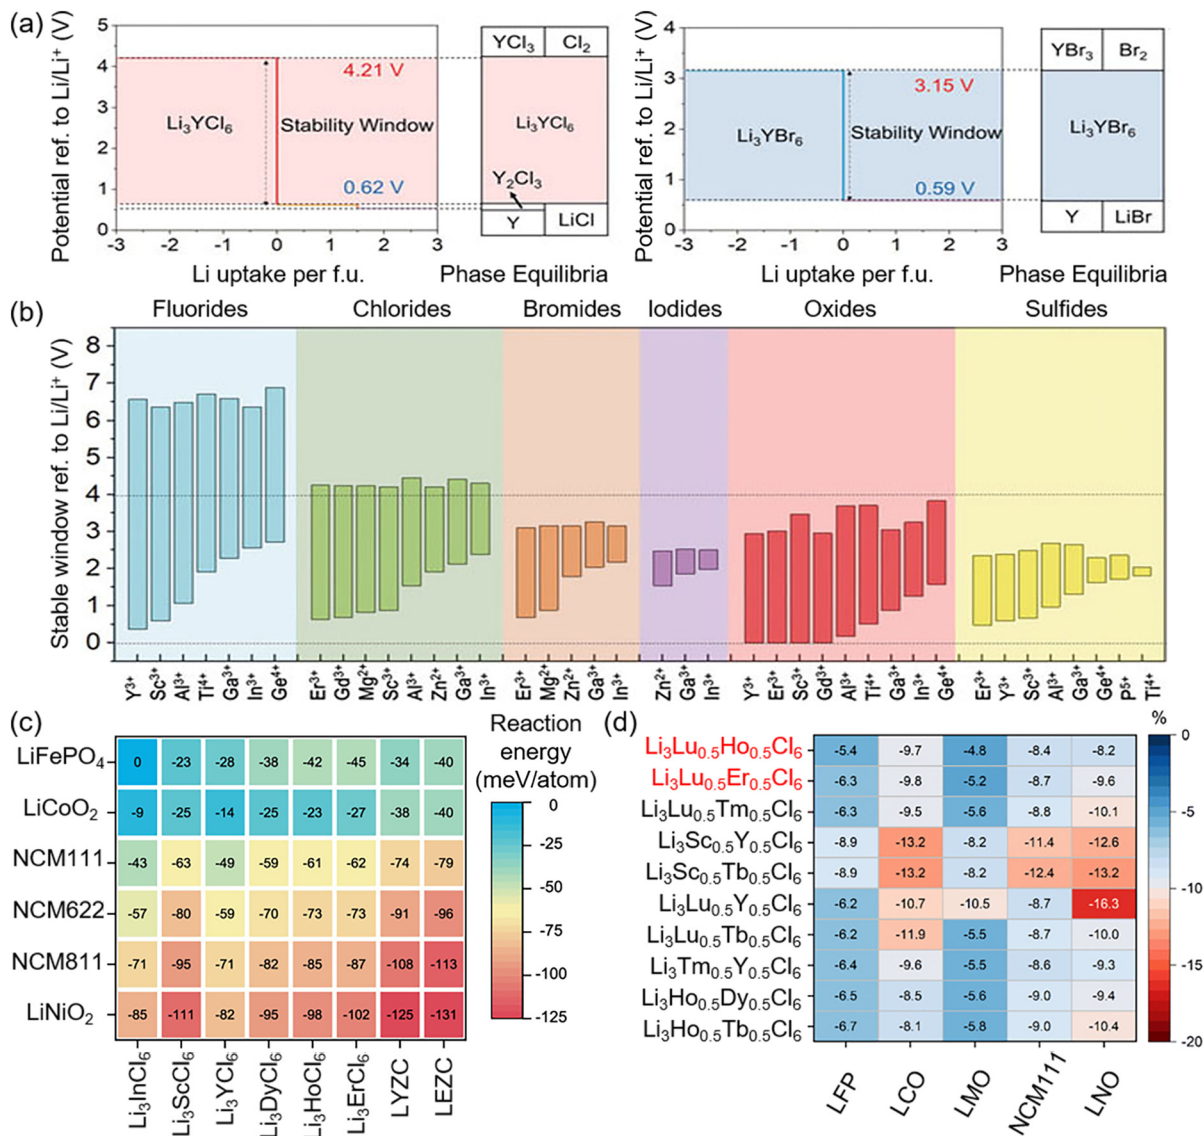 (a)
Potential ref. to Li/Li⁺ (V)
5
4
3
2
1
0
4.21 V
Li₃YCl₆
Stability Window
0.62 V
-3 -2 -1 0 1 2 3
Li uptake per f.u.
YCl₃ Cl₂
Li₃YCl₆
Y₂Cl₃
Y LiCl
Phase Equilibria
Potential ref. to Li/Li⁺ (V)
4
3
2
1
0
3.15 V
Li₃YBr₆
Stability Window
0.59 V
-3 -2 -1 0 1 2 3
Li uptake per f.u.
YBr₃ Br₂
Li₃YBr₆
Y LiBr
Phase Equilibria
(b)
Fluorides Chlorides Bromides Iodides Oxides Sulfides
Stable window ref. to Li/Li⁺ (V)
8
7
6
5
4
3
2
1
0
Y³⁺ Sc³⁺ Al³⁺ Ti⁴⁺ Ga³⁺ In³⁺ Ge⁴⁺ Er³⁺ Gd³⁺ Mg²⁺ Sc³⁺ Al³⁺ Zn²⁺ Ga³⁺ In³⁺ Er³⁺ Mg²⁺ Zn²⁺ Ga³⁺ In³⁺ Zn²⁺ Ga³⁺ In³⁺ Y³⁺ Er³⁺ Sc³⁺ Gd³⁺ Al³⁺ Ti⁴⁺ Ga³⁺ In³⁺ Ge⁴⁺ Er³⁺ Y³⁺ Sc³⁺ Al³⁺ Ga³⁺ Ge⁴⁺ P⁵⁺ Ti⁴⁺
(c)
LiFePO₄ 0 -23 -28 -38 -42 -45 -34 -40
LiCoO₂ -9 -25 -14 -25 -23 -27 -38 -40
NCM111 -43 -63 -49 -59 -61 -62 -74 -79
NCM622 -57 -80 -59 -70 -73 -73 -91 -96
NCM811 -71 -95 -71 -82 -85 -87 -108 -113
LiNiO₂ -85 -111 -82 -95 -98 -102 -125 -131
Li₃InCl₆ Li₃ScCl₆ Li₃YCl₆ Li₃DyCl₆ Li₃HoCl₆ Li₃ErCl₆ LYZC LEZC
Reaction
energy
(meV/atom)
0
-25
-50
-75
-100
-125
(d)
Li₃Lu₀.₅Ho₀.₅Cl₆ -5.4 -9.7 -4.8 -8.4 -8.2
Li₃Lu₀.₅Er₀.₅Cl₆ -6.3 -9.8 -5.2 -8.7 -9.6
Li₃Lu₀.₅Tm₀.₅Cl₆ -6.3 -9.5 -5.6 -8.8 -10.1
Li₃Sc₀.₅Y₀.₅Cl₆ -8.9 -13.2 -8.2 -11.4 -12.6
Li₃Sc₀.₅Tb₀.₅Cl₆ -8.9 -13.2 -8.2 -12.4 -13.2
Li₃Lu₀.₅Y₀.₅Cl₆ -6.2 -10.7 -10.5 -8.7 -16.3
Li₃Lu₀.₅Tb₀.₅Cl₆ -6.2 -11.9 -5.5 -8.7 -10.0
Li₃Tm₀.₅Y₀.₅Cl₆ -6.4 -9.6 -5.5 -8.6 -9.3
Li₃Ho₀.₅Dy₀.₅Cl₆ -6.5 -8.5 -5.6 -9.0 -9.4
Li₃Ho₀.₅Tb₀.₅Cl₆ -6.7 -8.1 -5.8 -9.0 -10.4
LFP LCO LMO NCM111 LNO
%
0
-5
-10
-15
-20